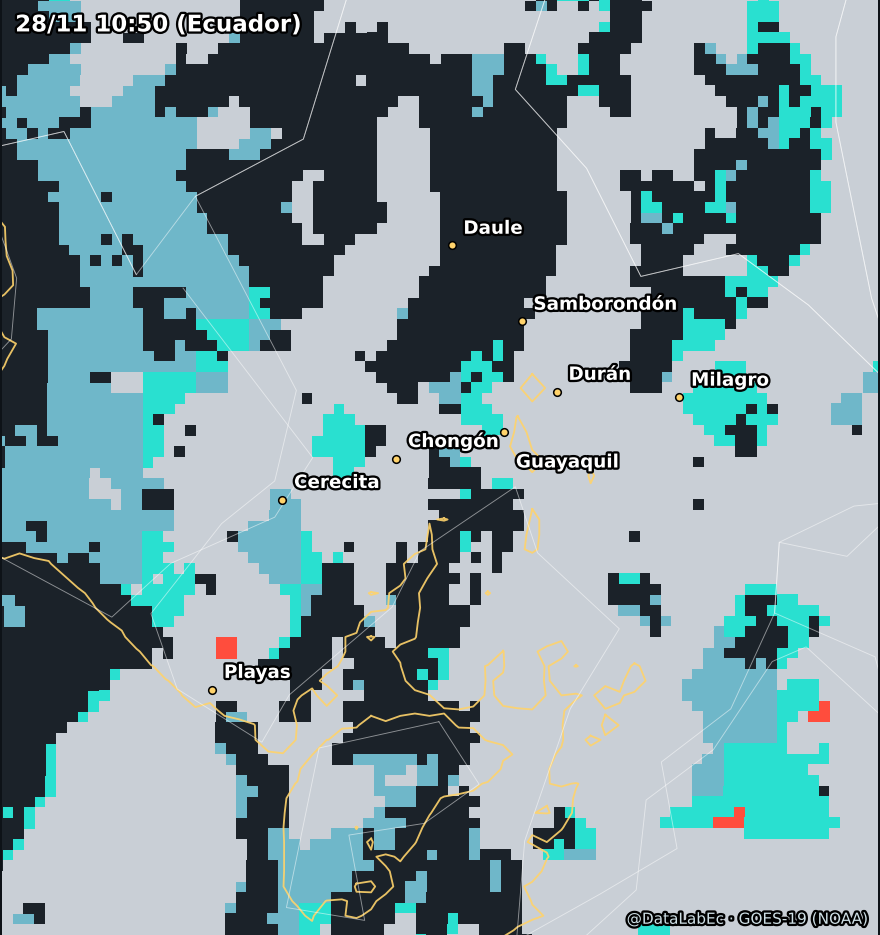 28/11 10:50 (Ecuador)
Daule
Samborondón
Durán
Milagro
Chongón
Guayaquil
Cerecita
Playas
@DataLabEc · GOES-19 (NOAA)